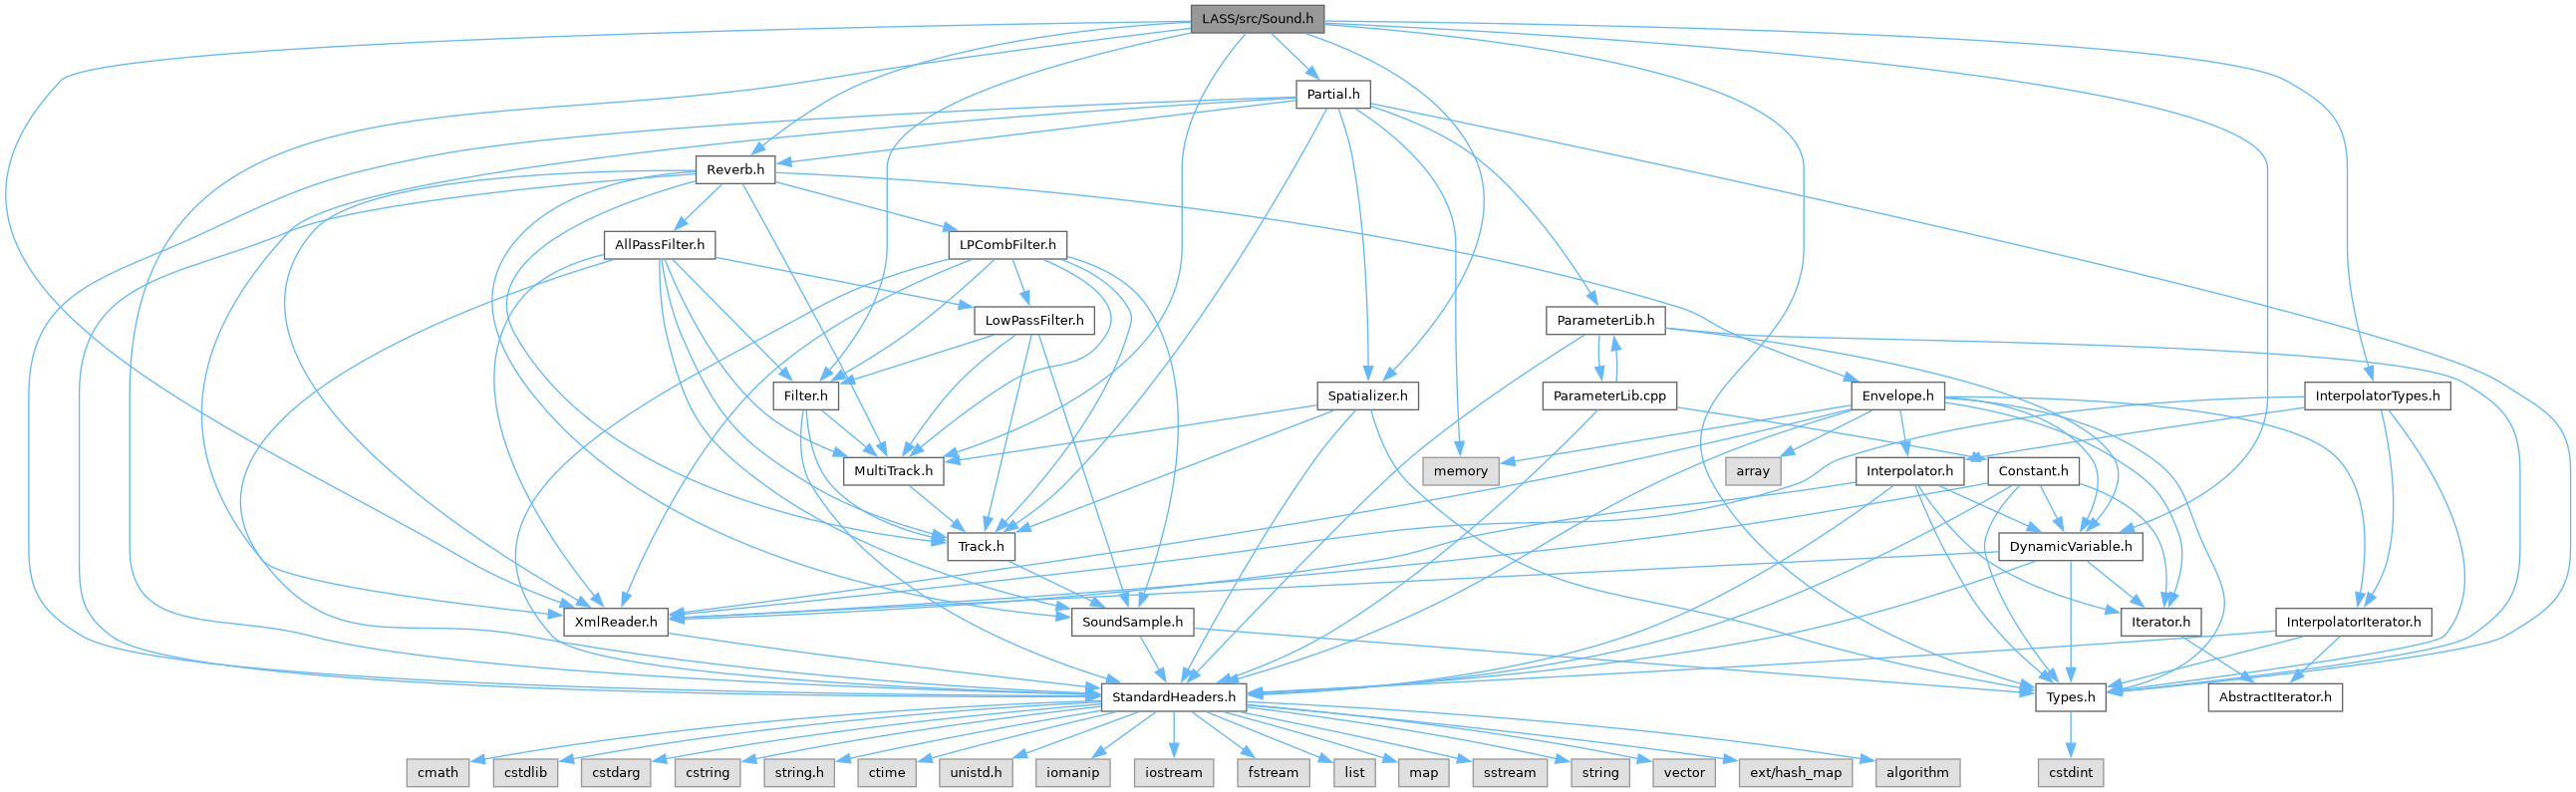 LASS/src/Sound.h
Partial.h
Reverb.h
AllPassFilter.h
LPCombFilter.h
LowPassFilter.h
ParameterLib.h
Filter.h
Spatializer.h
ParameterLib.cpp
Envelope.h
InterpolatorTypes.h
MultiTrack.h
memory
array
Interpolator.h
Constant.h
Track.h
DynamicVariable.h
XmlReader.h
SoundSample.h
Iterator.h
InterpolatorIterator.h
StandardHeaders.h
Types.h
AbstractIterator.h
cmath
cstdlib
cstdarg
cstring
string.h
ctime
unistd.h
iomanip
iostream
fstream
list
map
sstream
string
vector
ext/hash_map
algorithm
cstdint